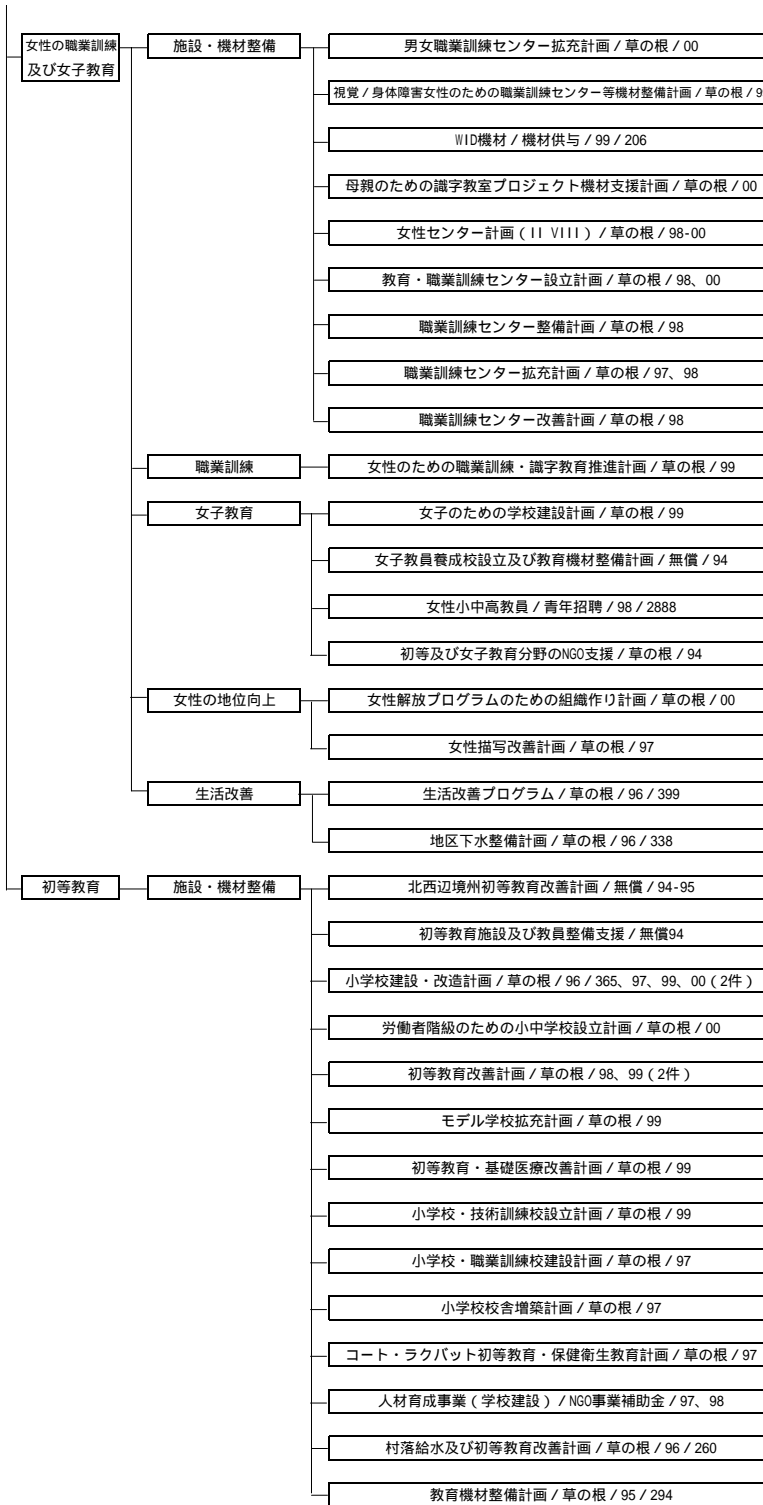 女性の職業訓練
及び女子教育
施設・機材整備
男女職業訓練センター拡充計画 / 草の根 / 00
視覚 / 身体障害女性のための職業訓練センター等機材整備計画 / 草の根 / 9
WID機材 / 機材供与 / 99 / 206
母親のための識字教室プロジェクト機材支援計画 / 草の根 / 00
女性センター計画 ( II VIII ) / 草の根 / 98-00
教育・職業訓練センター設立計画 / 草の根 / 98、00
職業訓練センター整備計画 / 草の根 / 98
職業訓練センター拡充計画 / 草の根 / 97、98
職業訓練センター改善計画 / 草の根 / 98
職業訓練
女性のための職業訓練・識字教育推進計画 / 草の根 / 99
女子教育
女子のための学校建設計画 / 草の根 / 99
女子教員養成校設立及び教育機材整備計画 / 無償 / 94
女性小中高教員 / 青年招聘 / 98 / 2888
初等及び女子教育分野のNGO支援 / 草の根 / 94
女性の地位向上
女性解放プログラムのための組織作り計画 / 草の根 / 00
女性描写改善計画 / 草の根 / 97
生活改善
生活改善プログラム / 草の根 / 96 / 399
地区下水整備計画 / 草の根 / 96 / 338
初等教育
施設・機材整備
北西辺境州初等教育改善計画 / 無償 / 94-95
初等教育施設及び教員整備支援 / 無償94
小学校建設・改造計画 / 草の根 / 96 / 365、97、99、00 ( 2件 )
労働者階級のための小中学校設立計画 / 草の根 / 00
初等教育改善計画 / 草の根 / 98、99 ( 2件 )
モデル学校拡充計画 / 草の根 / 99
初等教育・基礎医療改善計画 / 草の根 / 99
小学校・技術訓練校設立計画 / 草の根 / 99
小学校・職業訓練校建設計画 / 草の根 / 97
小学校校舎増築計画 / 草の根 / 97
コート・ラクバット初等教育・保健衛生教育計画 / 草の根 / 97
人材育成事業 ( 学校建設 ) / NGO事業補助金 / 97、98
村落給水及び初等教育改善計画 / 草の根 / 96 / 260
教育機材整備計画 / 草の根 / 95 / 294